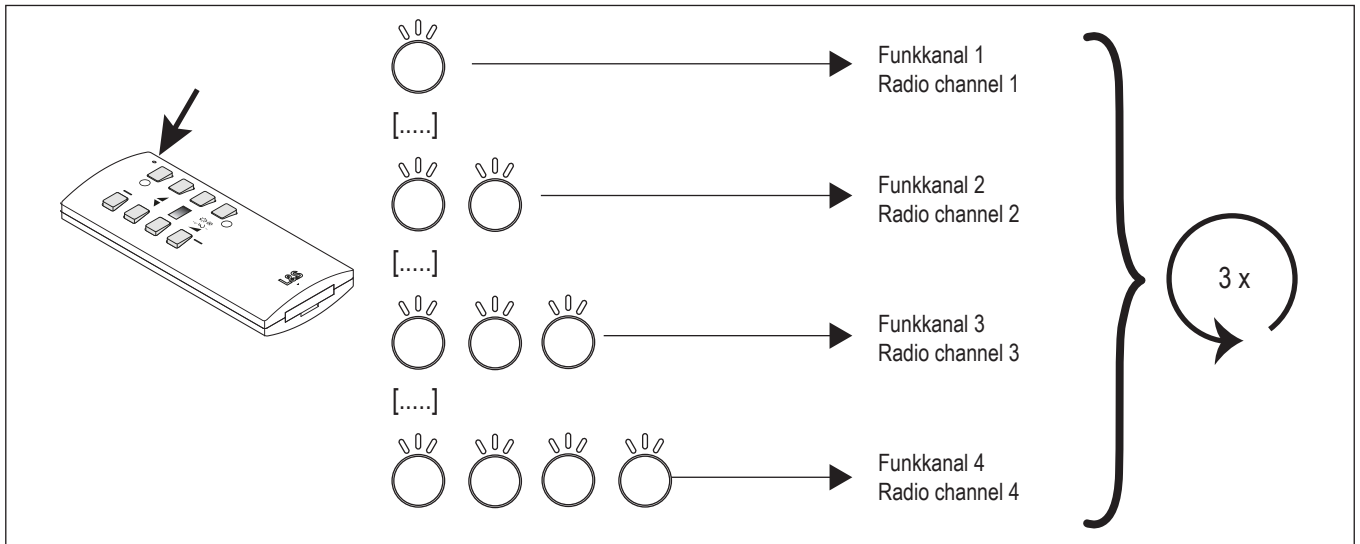 Funkkanal 1
Radio channel 1
[.....]
Funkkanal 2
Radio channel 2
[.....]
Funkkanal 3
Radio channel 3
3 x
[.....]
Funkkanal 4
Radio channel 4